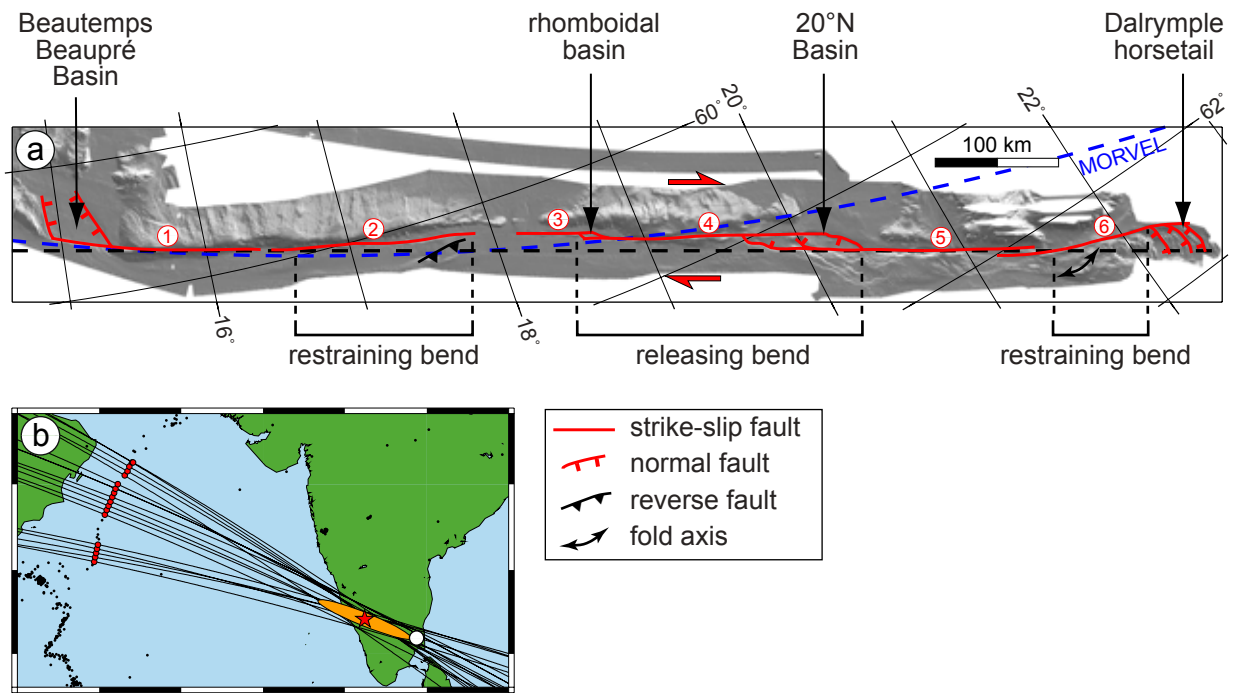 Beautemps
Beaupré
Basin
rhomboidal
basin
20°N
Basin
Dalrymple
horsetail
a
60°
20°
22°
62°
100 km
MORVEL
1
2
3
4
5
6
16°
18°
restraining bend
releasing bend
restraining bend
b
strike-slip fault
normal fault
reverse fault
fold axis